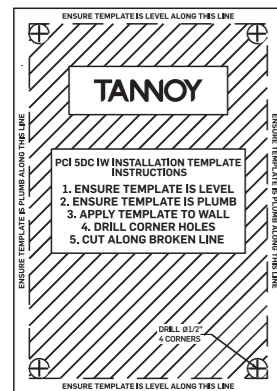 ENSURE TEMPLATE IS LEVEL ALONG THIS LINE
ENSURE TEMPLATE IS PLUMB ALONG THIS LINE
TANNOY
PCI 5DC IW INSTALLATION TEMPLATE
INSTRUCTIONS
1. ENSURE TEMPLATE IS LEVEL
2. ENSURE TEMPLATE IS PLUMB
3. APPLY TEMPLATE TO WALL
4. DRILL CORNER HOLES
5. CUT ALONG BROKEN LINE
ENSURE TEMPLATE IS PLUMB ALONG THIS LINE
DRILL Ø1/2"
4 CORNERS
ENSURE TEMPLATE IS LEVEL ALONG THIS LINE